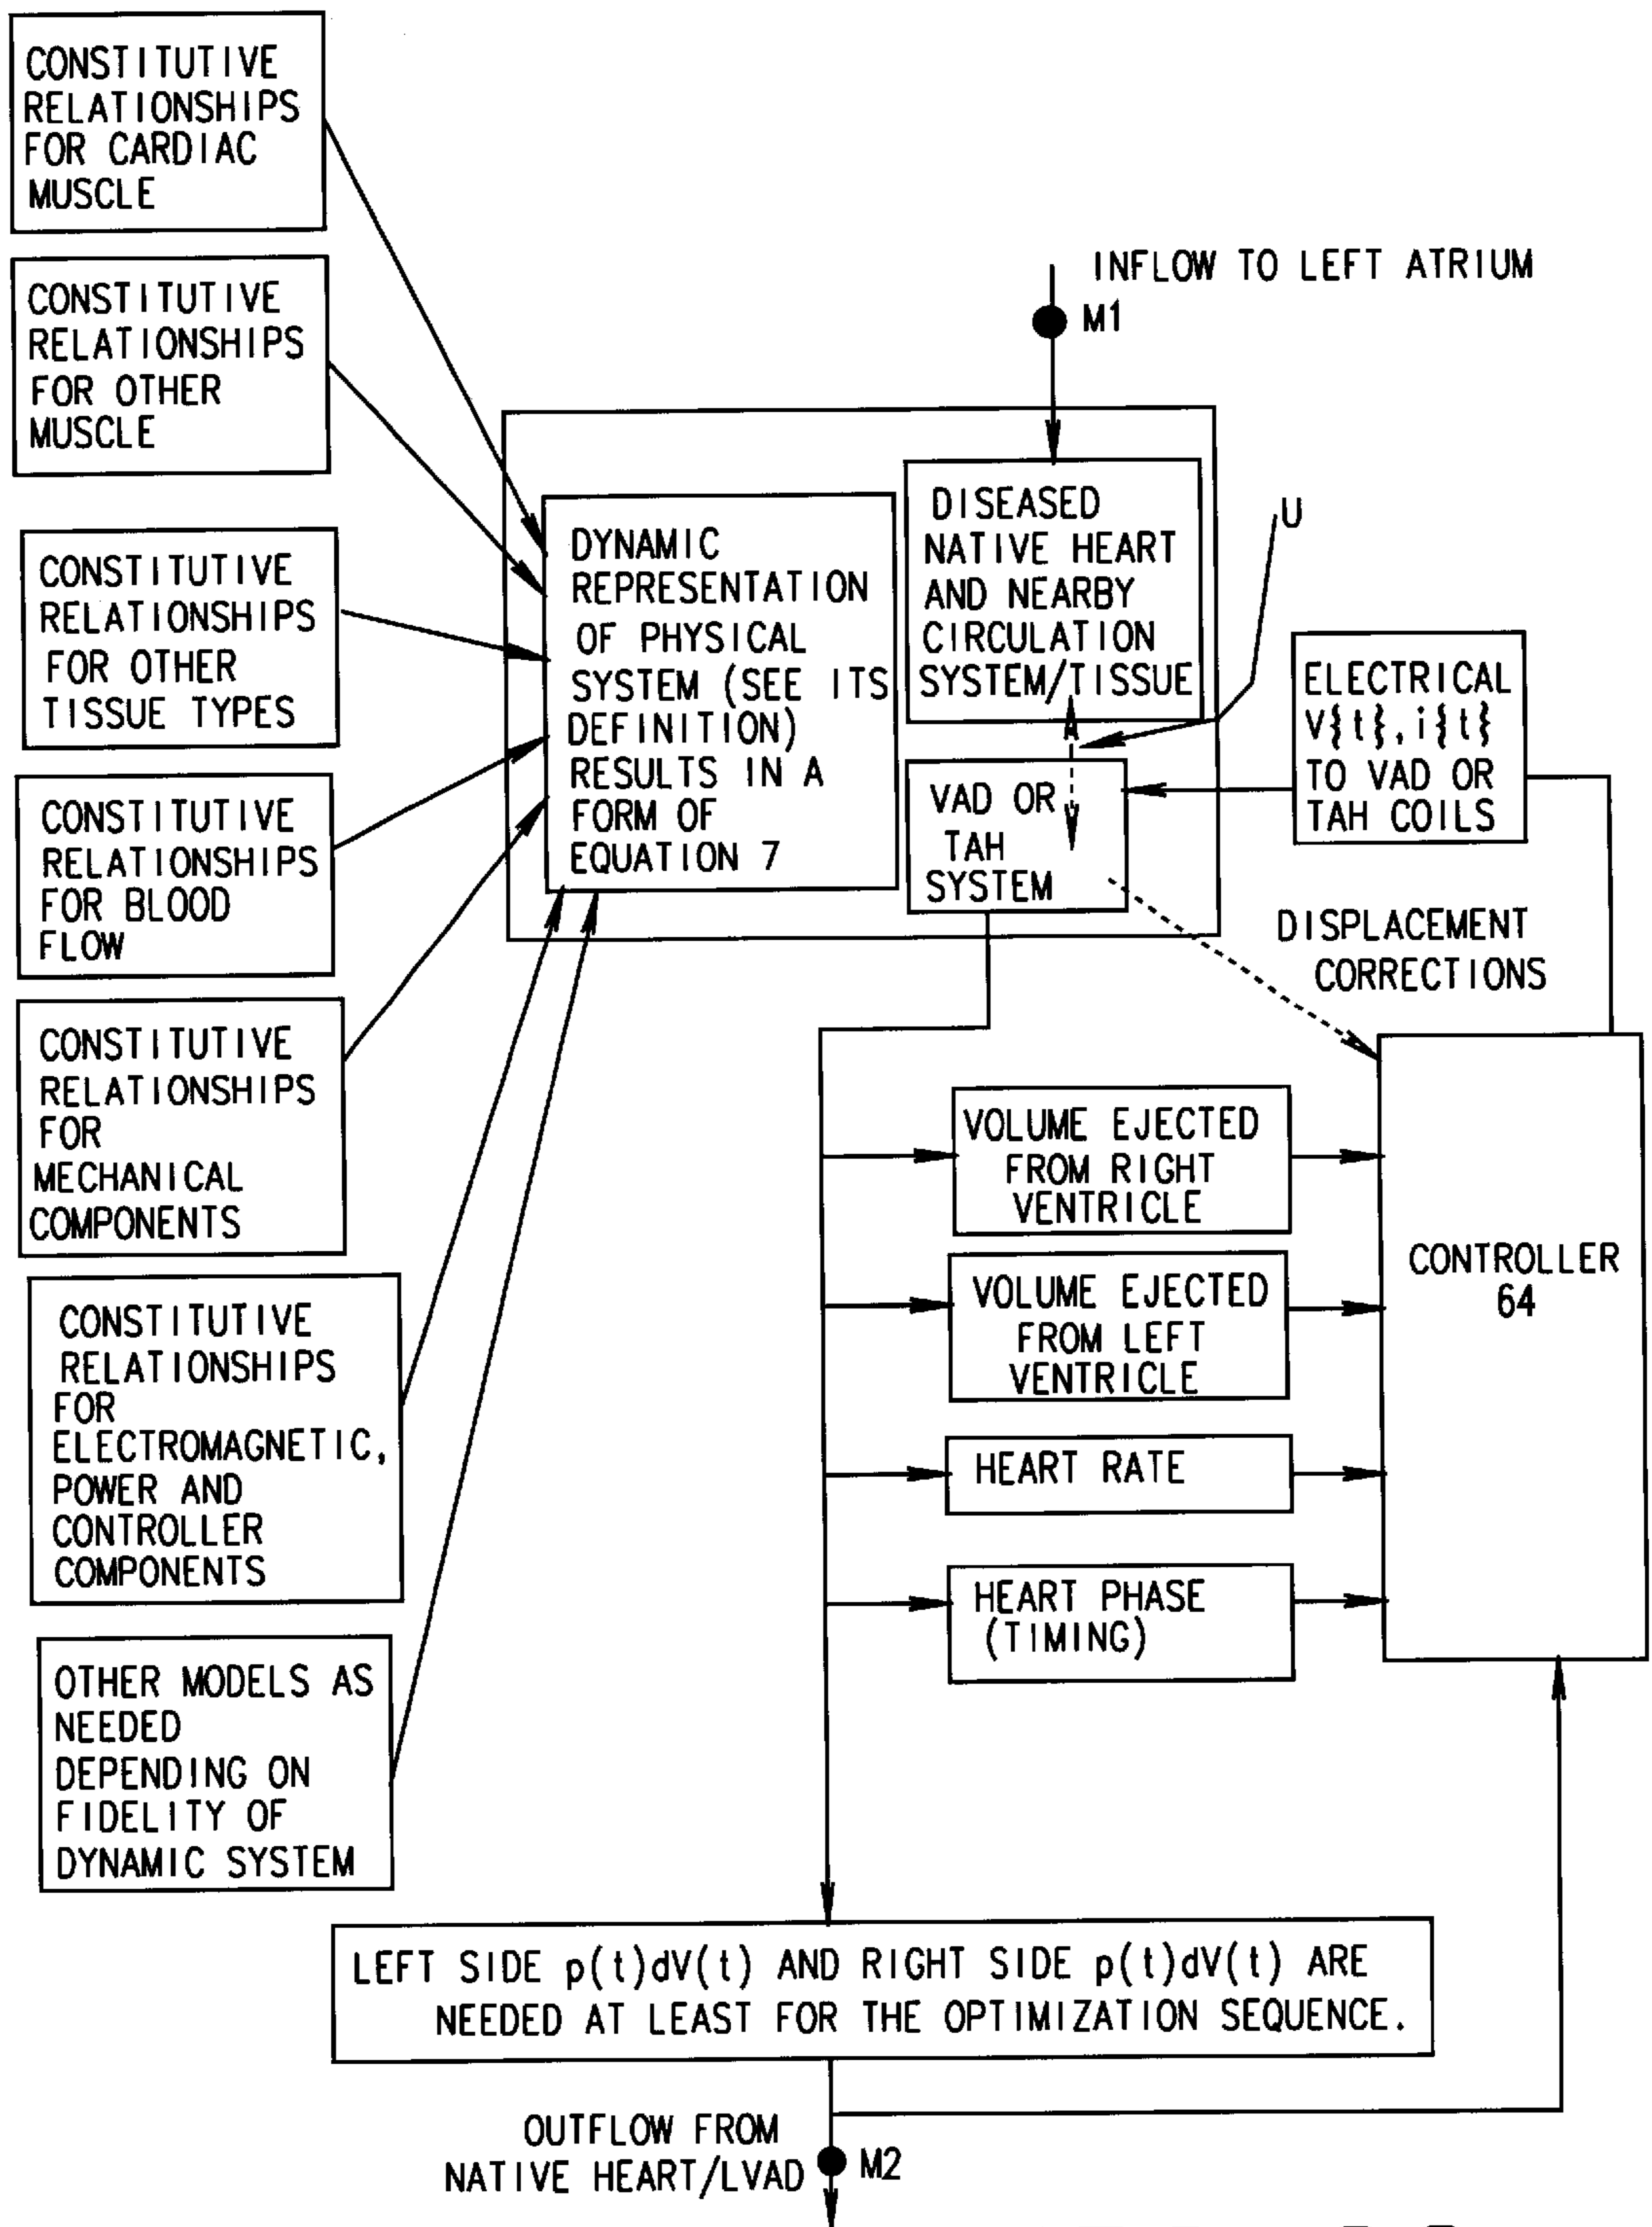 CONSTITUTIVE
RELATIONSHIPS
FOR CARDIAC
MUSCLE
CONSTITUTIVE
RELATIONSHIPS
FOR OTHER
MUSCLE
CONSTITUTIVE
RELATIONSHIPS
FOR OTHER
TISSUE TYPES
CONSTITUTIVE
RELATIONSHIPS
FOR BLOOD
FLOW
CONSTITUTIVE
RELATIONSHIPS
FOR
MECHANICAL
COMPONENTS
CONSTITUTIVE
RELATIONSHIPS
FOR
ELECTROMAGNETIC,
POWER AND
CONTROLLER
COMPONENTS
OTHER MODELS AS
NEEDED
DEPENDING ON
FIDELITY OF
DYNAMIC SYSTEM
DYNAMIC
REPRESENTATION
OF PHYSICAL
SYSTEM (SEE ITS
DEFINITION)
RESULTS IN A
FORM OF
EQUATION 7
INFLOW TO LEFT ATRIUM
M1
DISEASED
NATIVE HEART
AND NEARBY
CIRCULATION
SYSTEM/TISSUE
U
VAD OR
TAH
SYSTEM
ELECTRICAL
V{t},i{t}
TO VAD OR
TAH COILS
DISPLACEMENT
CORRECTIONS
VOLUME EJECTED
FROM RIGHT
VENTRICLE
VOLUME EJECTED
FROM LEFT
VENTRICLE
HEART RATE
HEART PHASE
(TIMING)
CONTROLLER
64
LEFT SIDE p(t)dV(t) AND RIGHT SIDE p(t)dV(t) ARE
NEEDED AT LEAST FOR THE OPTIMIZATION SEQUENCE.
OUTFLOW FROM
NATIVE HEART/LVAD
M2